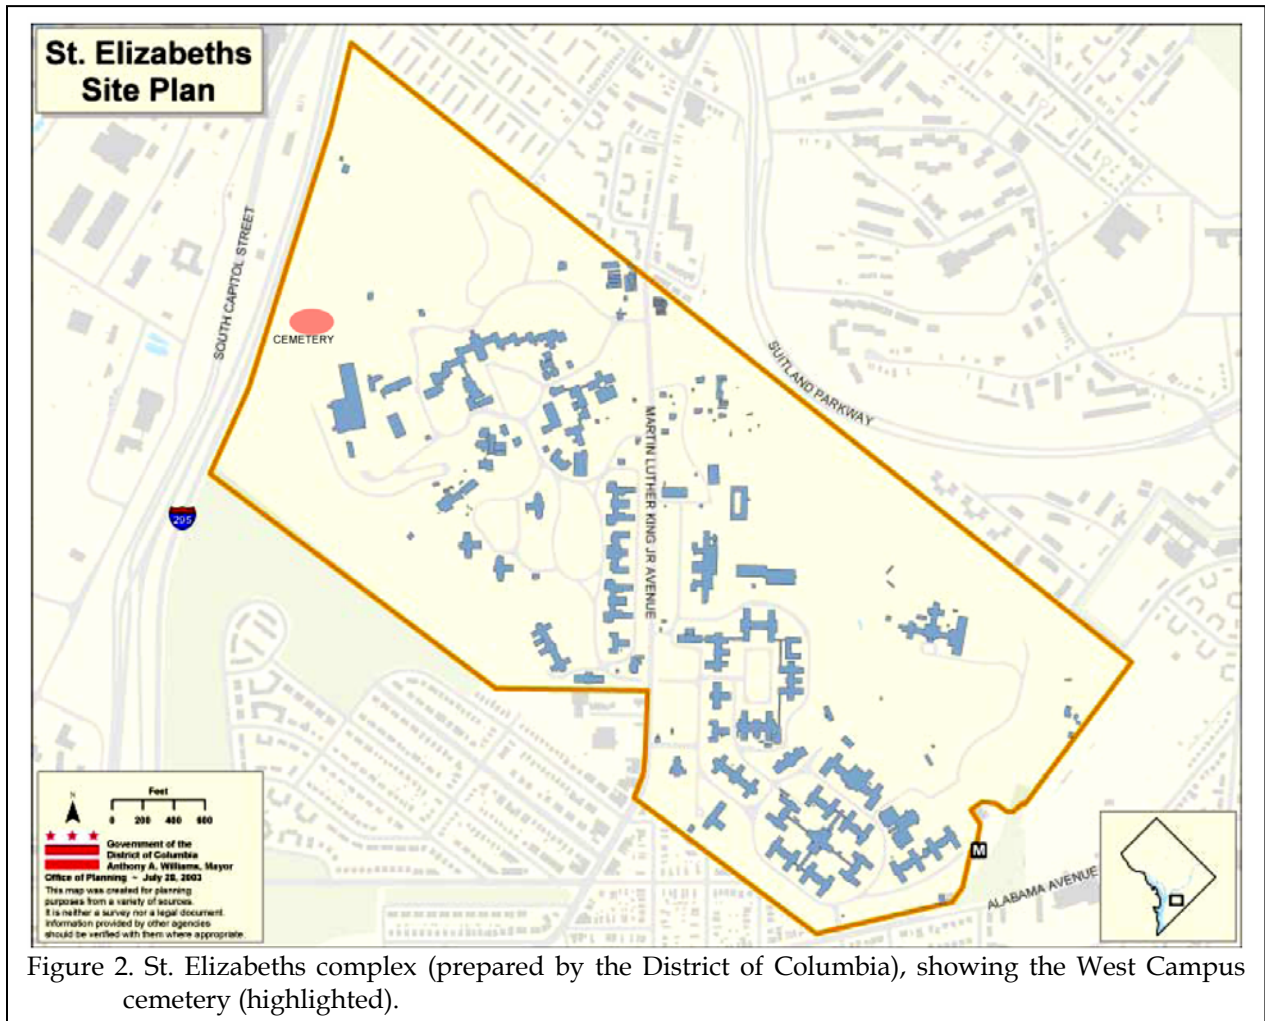 St. Elizabeths
Site Plan
SOUTH CAPITOL STREET
CEMETERY
SUITLAND PARKWAY
MARTIN LUTHER KING JR AVENUE
295
M
ALABAMA AVENUE
N
Feet
0 200 400 600
Government of the
District of Columbia
Anthony A. Williams, Mayor
Office of Planning ~ July 28, 2003
This map was created for planning
purposes from a variety of sources.
It is neither a survey nor a legal document.
Information provided by other agencies
should be verified with them where appropriate.
Figure 2. St. Elizabeths complex (prepared by the District of Columbia), showing the West Campus
cemetery (highlighted).